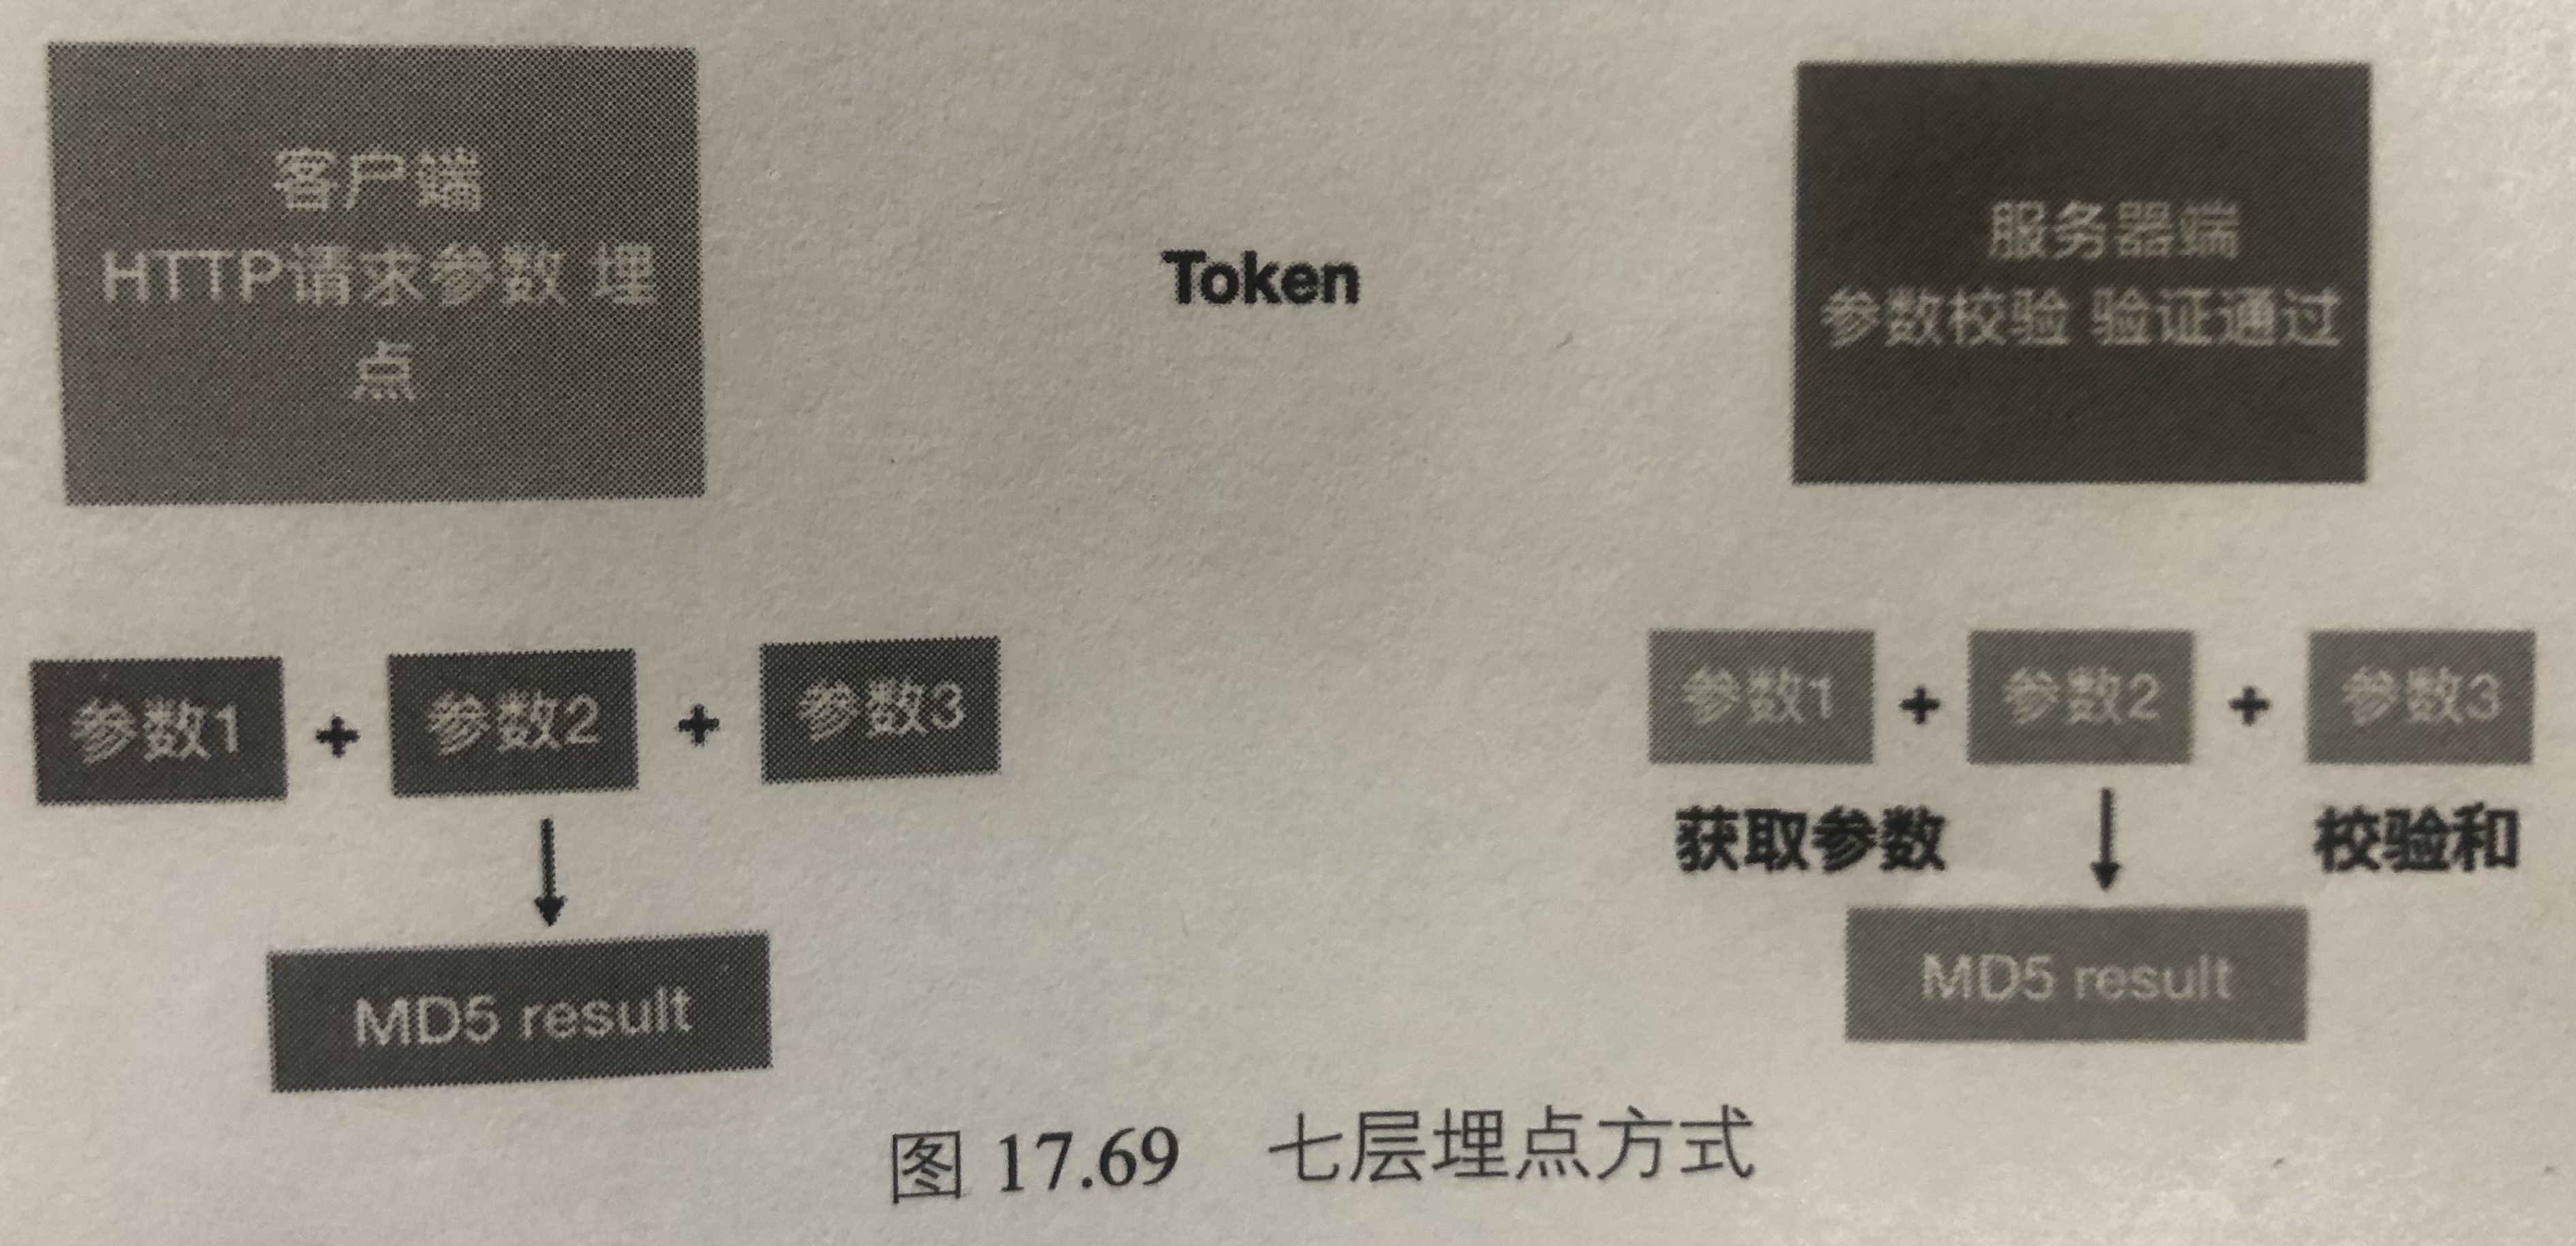 客户端
HTTP请求参数 埋
点
Token
服务器端
参数校验 验证通过
参数1 + 参数2 + 参数3
MD5 result
参数1 + 参数2 + 参数3
获取参数
校验和
MD5 result
图 17.69 七层埋点方式